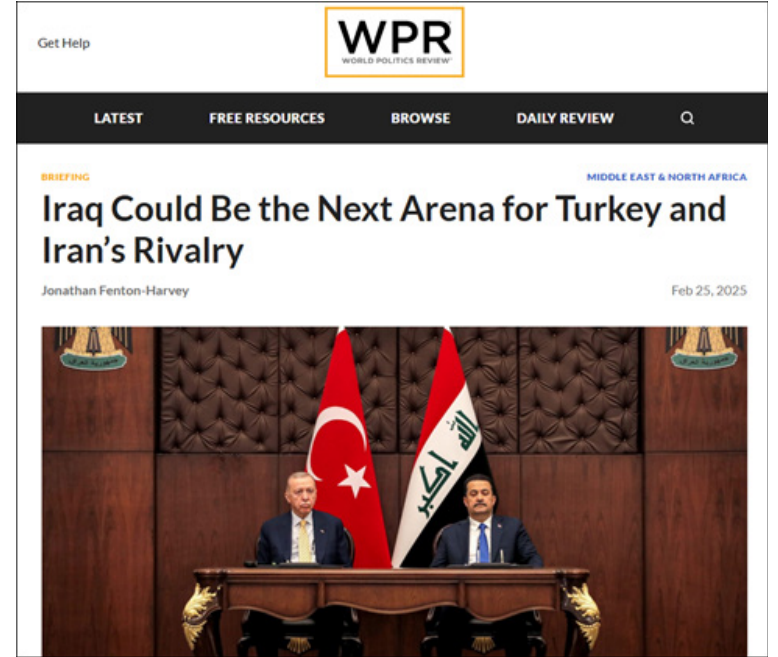 Get Help
WPR
WORLD POLITICS REVIEW
LATEST FREE RESOURCES BROWSE DAILY REVIEW
BRIEFING MIDDLE EAST & NORTH AFRICA
Iraq Could Be the Next Arena for Turkey and
Iran’s Rivalry
Jonathan Fenton-Harvey Feb 25, 2025
الله اكبر